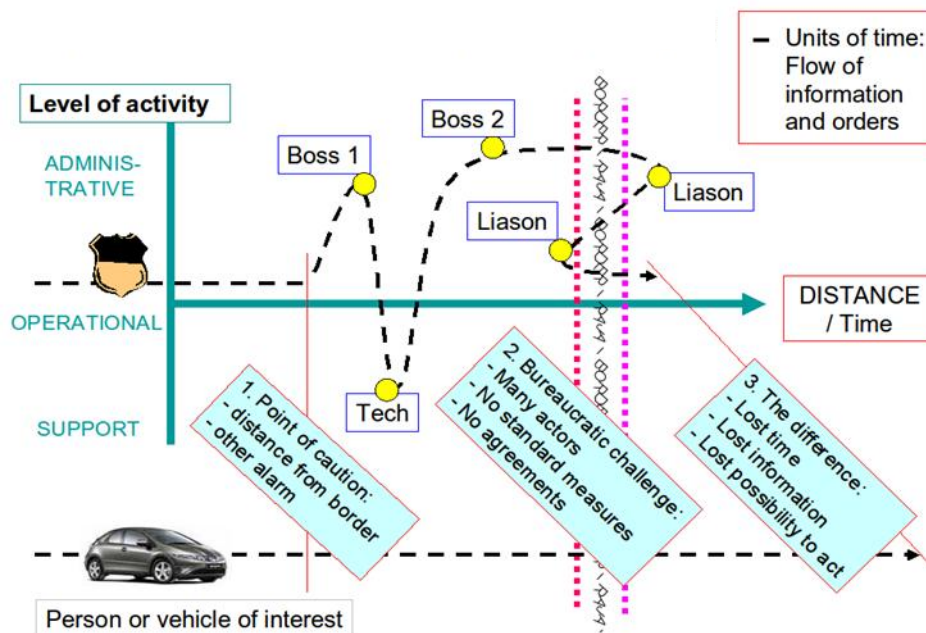 Units of time:
Flow of
information
and orders
Level of activity
ADMINIS-
TRATIVE
OPERATIONAL
SUPPORT
Boss 1
Tech
Boss 2
Liason
Liason
DISTANCE
/ Time
1. Point of caution:
- distance from border
- other alarm
2. Bureaucratic challenge:
- Many actors
- No standard measures
- No agreements
3. The difference:
- Lost time
- Lost information
- Lost possibility to act
Person or vehicle of interest